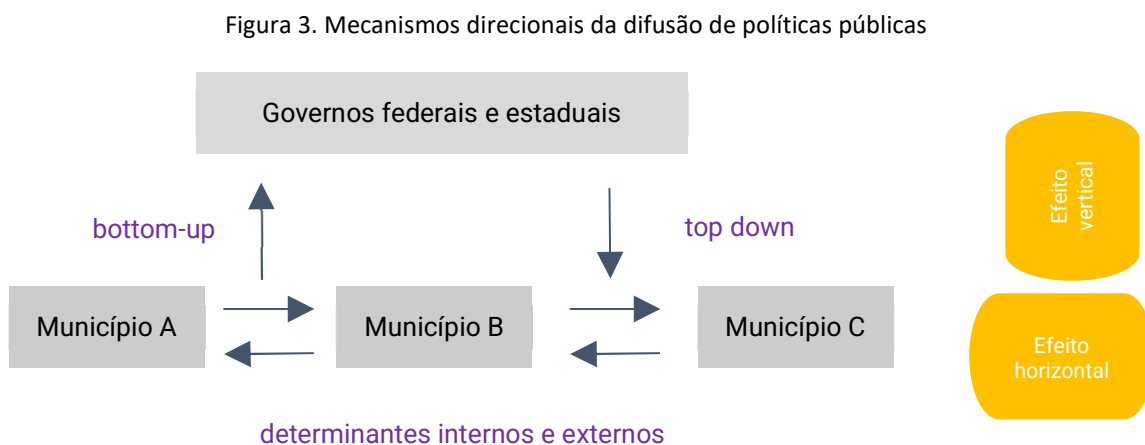 Figura 3. Mecanismos direcionais da difusão de políticas públicas
Governos federais e estaduais
bottom-up
top down
Efeito
vertical
Município A
Município B
Município C
Efeito
horizontal
determinantes internos e externos